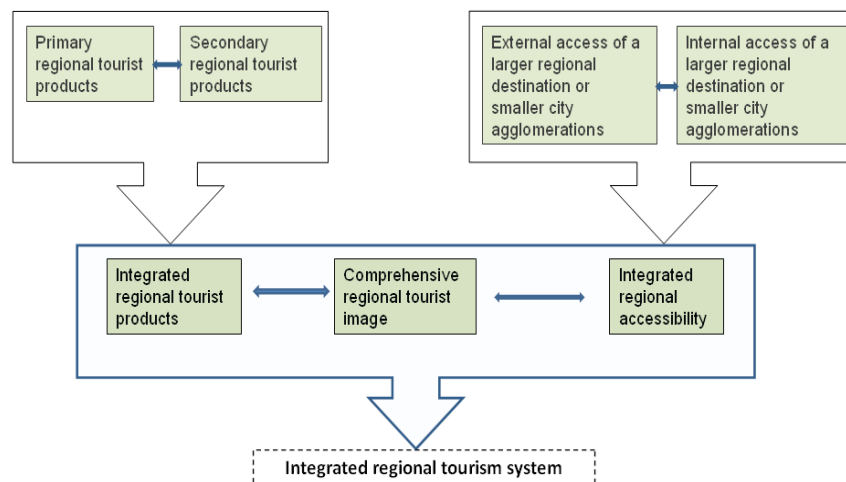 Primary
regional tourist
products
Secondary
regional tourist
products
External access of a
larger regional
destination or
smaller city
agglomerations
Internal access of a
larger regional
destination or
smaller city
agglomerations
Integrated
regional tourist
products
Comprehensive
regional tourist
image
Integrated
regional
accessibility
Integrated regional tourism system